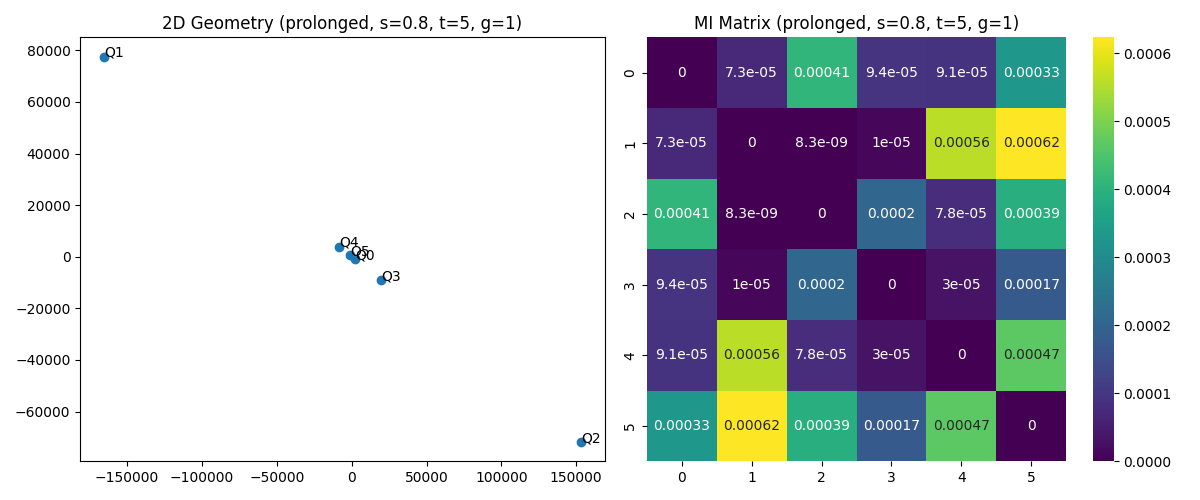 2D Geometry (prolonged, s=0.8, t=5, g=1)
80000
60000
40000
20000
0
−20000
−40000
−60000
−150000 −100000 −50000 0 50000 100000 150000
Q1
Q4
Q5
Q0
Q3
Q2
MI Matrix (prolonged, s=0.8, t=5, g=1)
0 0 7.3e-05 0.00041 9.4e-05 9.1e-05 0.00033
1 7.3e-05 0 8.3e-09 1e-05 0.00056 0.00062
2 0.00041 8.3e-09 0 0.0002 7.8e-05 0.00039
3 9.4e-05 1e-05 0.0002 0 3e-05 0.00017
4 9.1e-05 0.00056 7.8e-05 3e-05 0 0.00047
5 0.00033 0.00062 0.00039 0.00017 0.00047 0
0 1 2 3 4 5
0.0006
0.0005
0.0004
0.0003
0.0002
0.0001
0.0000